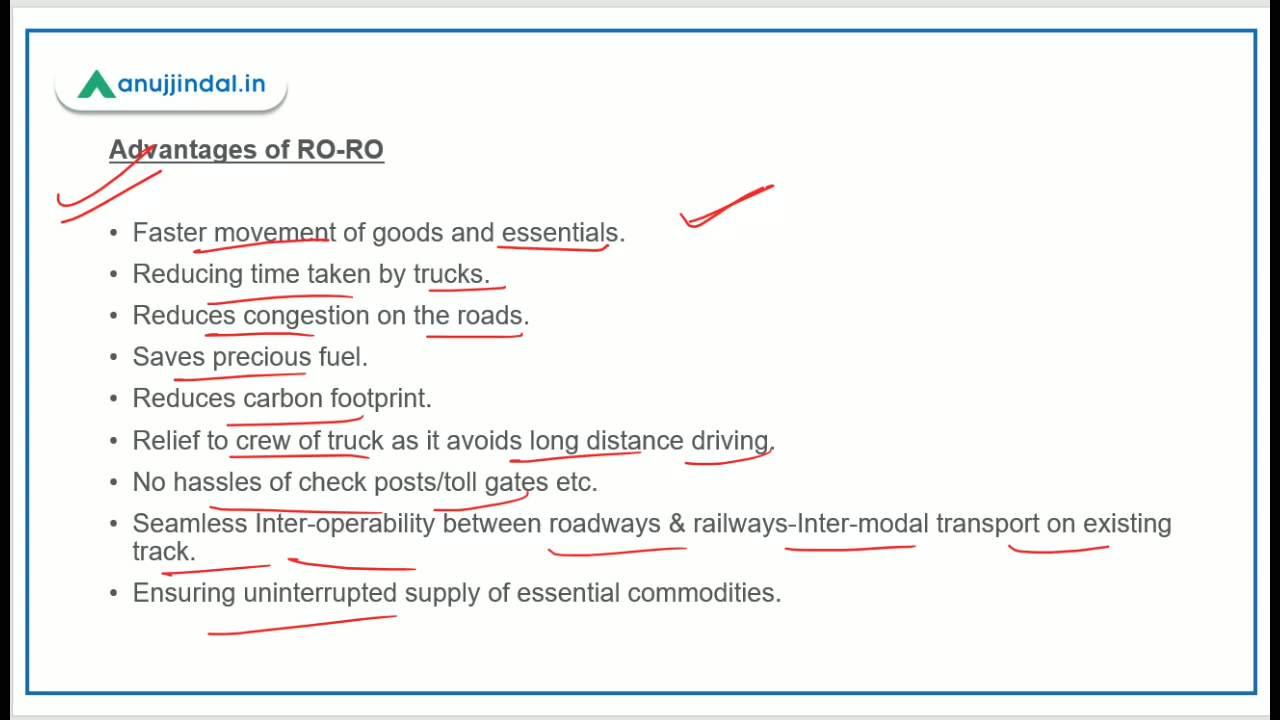 anujjindal.in
Advantages of RO-RO
• Faster movement of goods and essentials.
• Reducing time taken by trucks.
• Reduces congestion on the roads.
• Saves precious fuel.
• Reduces carbon footprint.
• Relief to crew of truck as it avoids long distance driving.
• No hassles of check posts/toll gates etc.
• Seamless Inter-operability between roadways & railways-Inter-modal transport on existing
track.
• Ensuring uninterrupted supply of essential commodities.